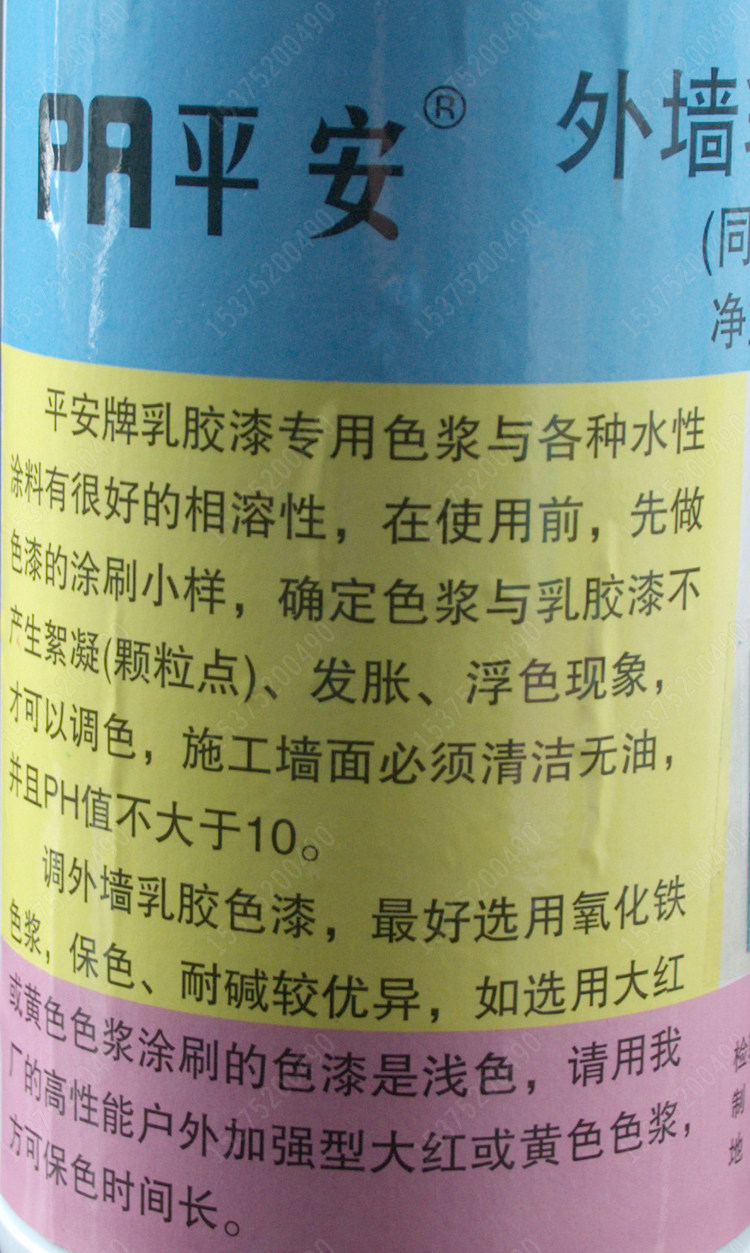 PA平安®
外墙
(同
净
平安牌乳胶漆专用色浆与各种水性
涂料有很好的相溶性，在使用前，先做
色漆的涂刷小样，确定色浆与乳胶漆不
产生絮凝(颗粒点)、发胀、浮色现象，
才可以调色，施工墙面必须清洁无油，
并且PH值不大于10。
调外墙乳胶色漆，最好选用氧化铁
色浆，保色、耐碱较优异，如选用大红
或黄色色浆涂刷的色漆是浅色，请用我
厂的高性能户外加强型大红或黄色色浆，
方可保色时间长。
检
制
地
15375200490